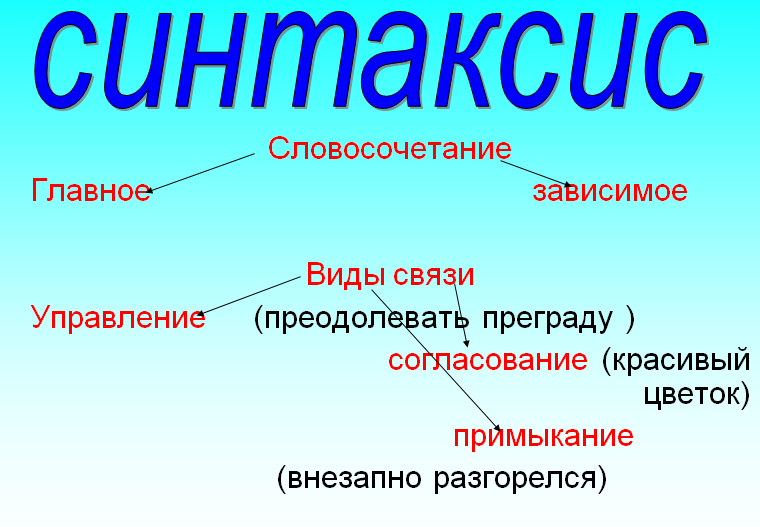 синтаксис
Словосочетание
Главное зависимое
Виды связи
Управление (преодолевать преграду )
согласование (красивый
цветок)
примыкание
(внезапно разгорелся)